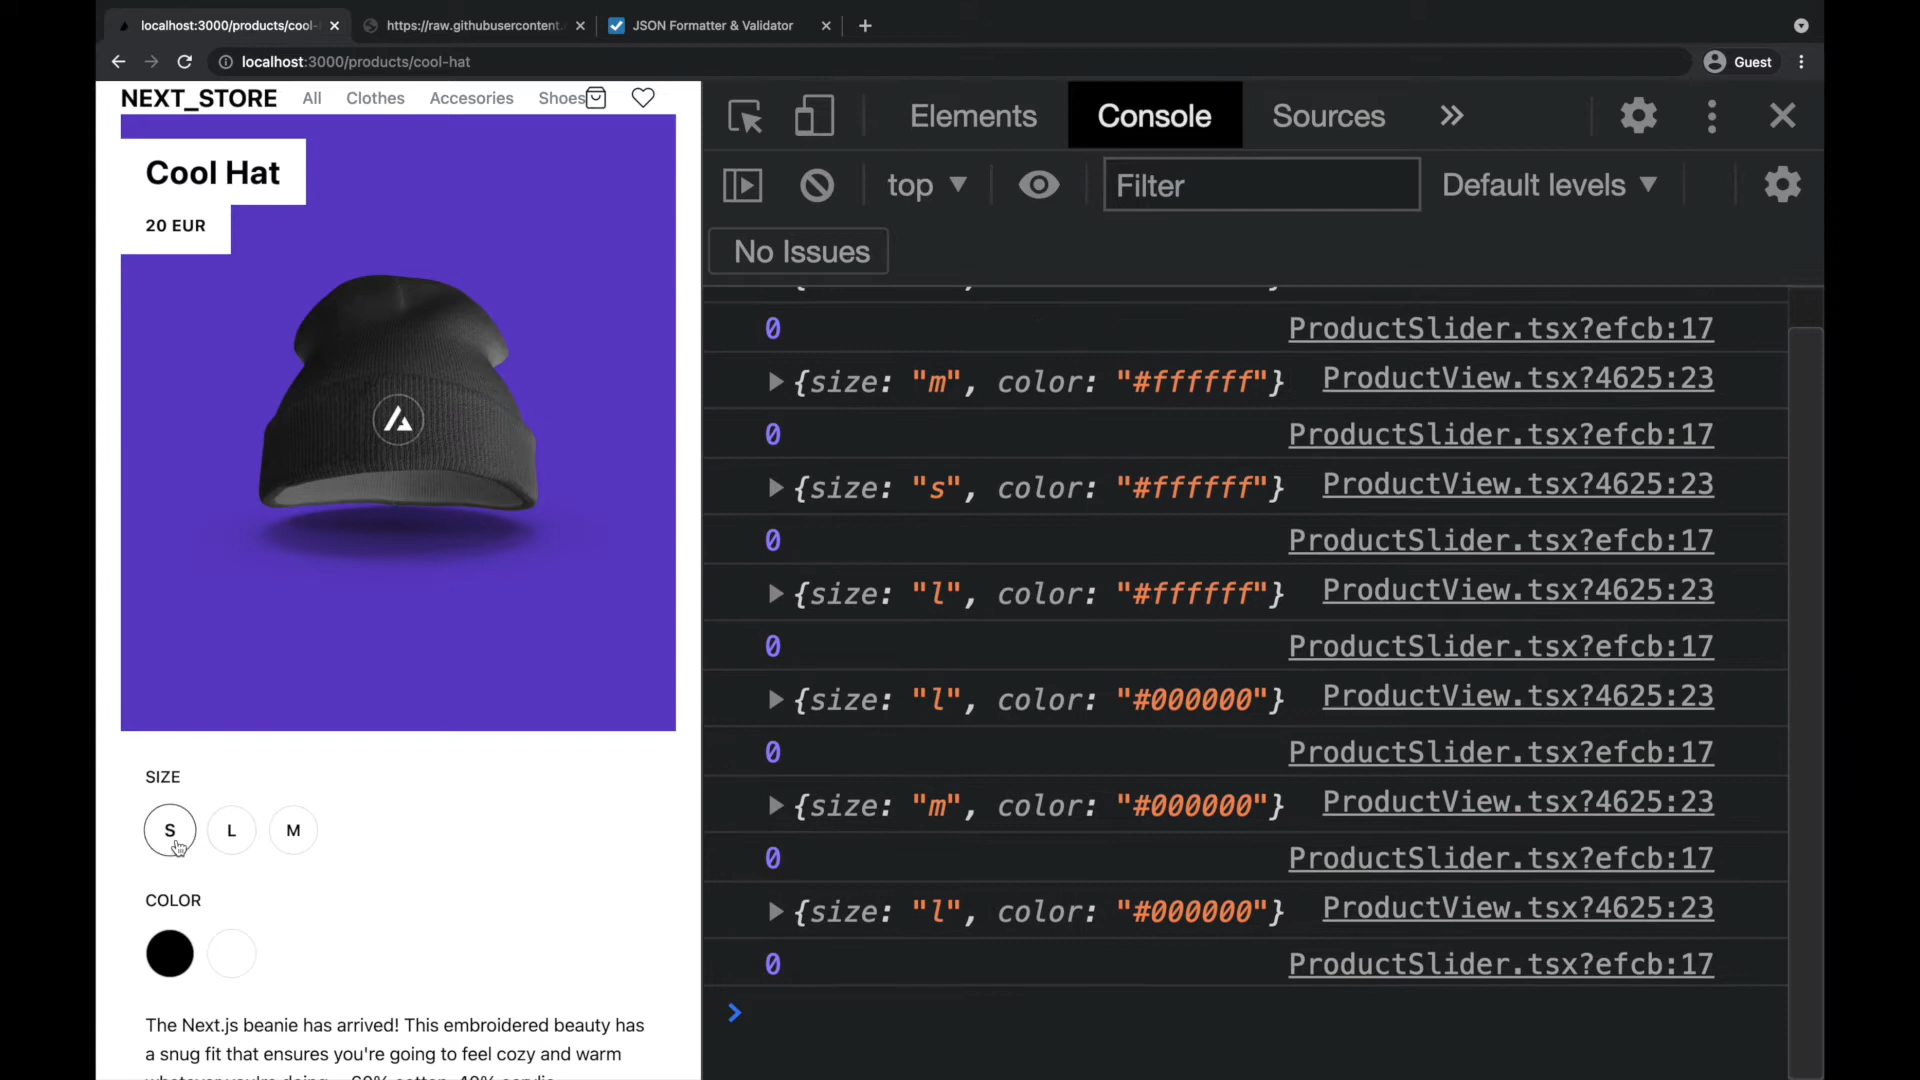 localhost:3000/products/cool-
https://raw.githubusercontent.
JSON Formatter & Validator
localhost:3000/products/cool-hat
Guest
NEXT_STORE
All
Clothes
Accesories
Shoes
Cool Hat
20 EUR
SIZE
S
L
M
COLOR
The Next.js beanie has arrived! This embroidered beauty has
a snug fit that ensures you're going to feel cozy and warm
Elements
Console
Sources
top
Filter
Default levels
No Issues
0 ProductSlider.tsx?efcb:17
{size: "m", color: "#ffffff"} ProductView.tsx?4625:23
0 ProductSlider.tsx?efcb:17
{size: "s", color: "#ffffff"} ProductView.tsx?4625:23
0 ProductSlider.tsx?efcb:17
{size: "l", color: "#ffffff"} ProductView.tsx?4625:23
0 ProductSlider.tsx?efcb:17
{size: "l", color: "#000000"} ProductView.tsx?4625:23
0 ProductSlider.tsx?efcb:17
{size: "m", color: "#000000"} ProductView.tsx?4625:23
0 ProductSlider.tsx?efcb:17
{size: "l", color: "#000000"} ProductView.tsx?4625:23
0 ProductSlider.tsx?efcb:17